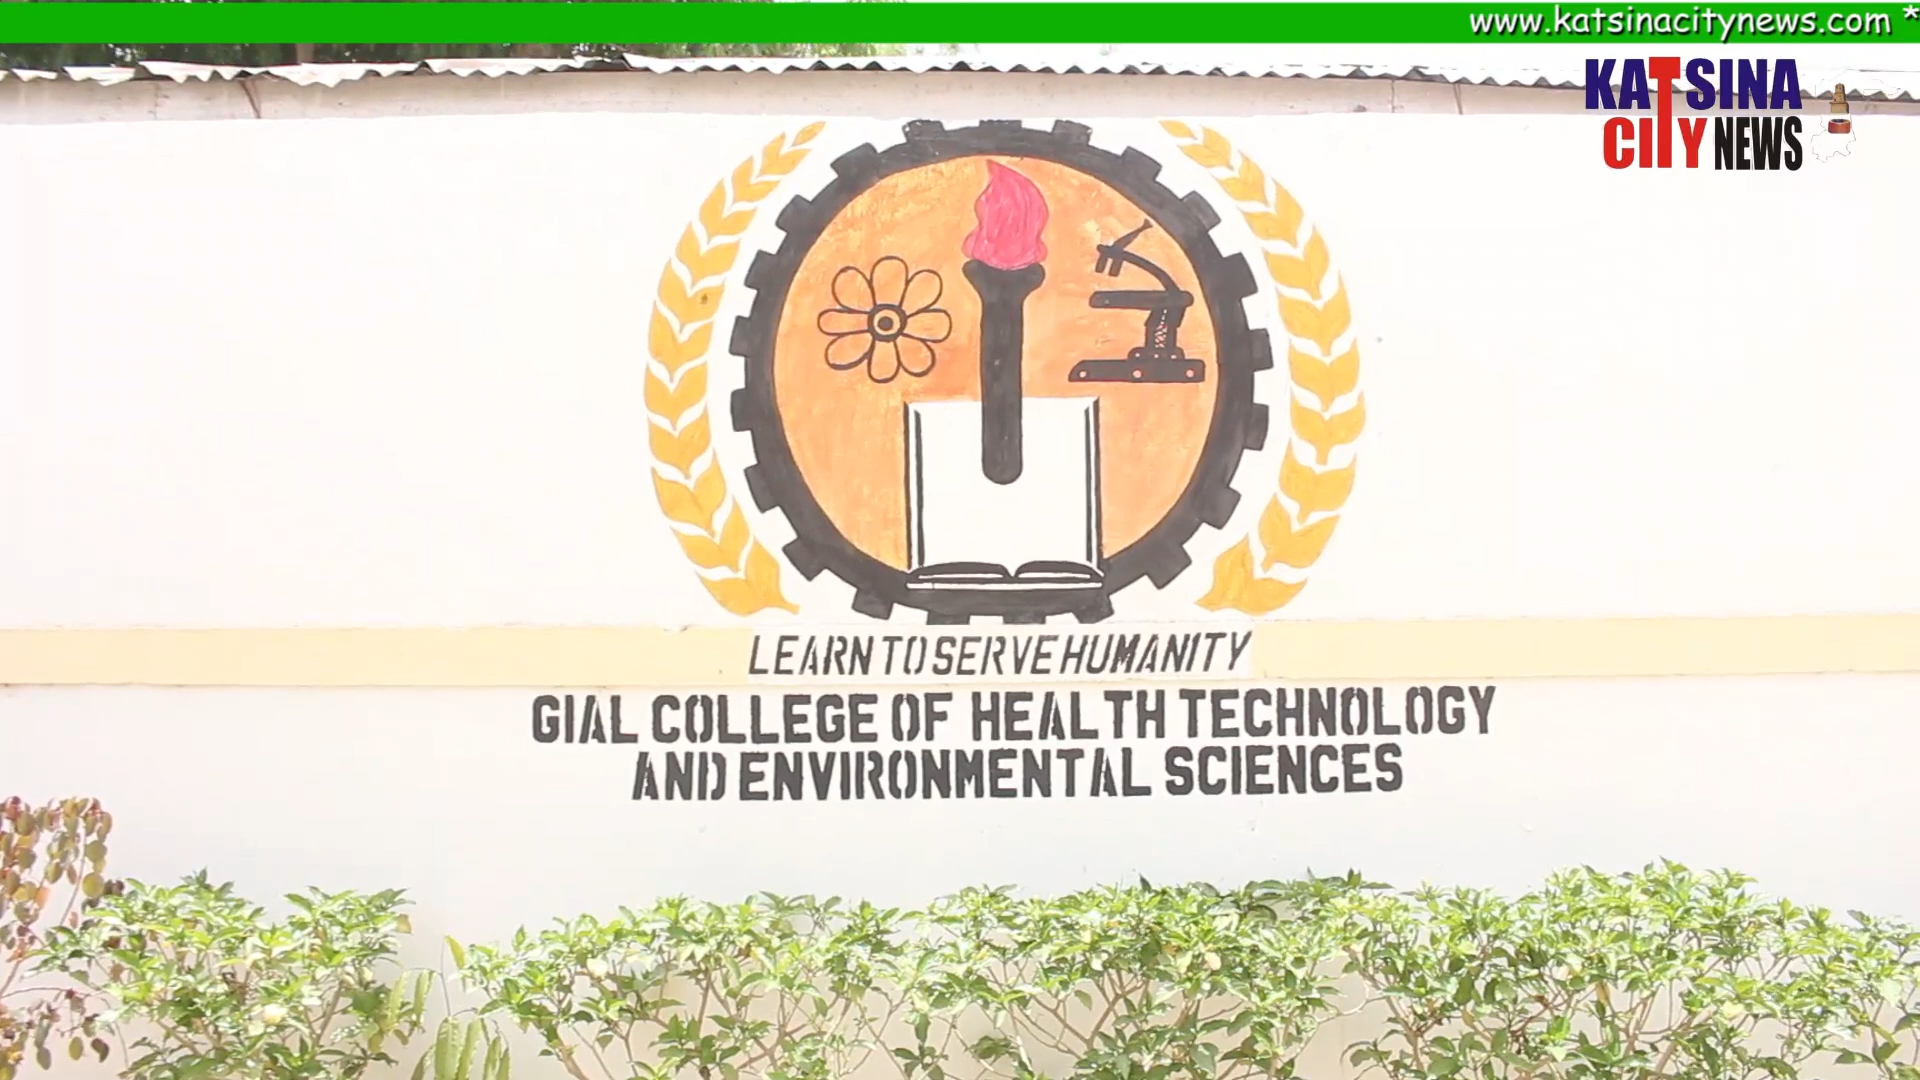 www.katsinacitynews.com *
KATSINA
CITY NEWS
LEARN TO SERVE HUMANITY
GIAL COLLEGE OF HEALTH TECHNOLOGY
AND ENVIRONMENTAL SCIENCES